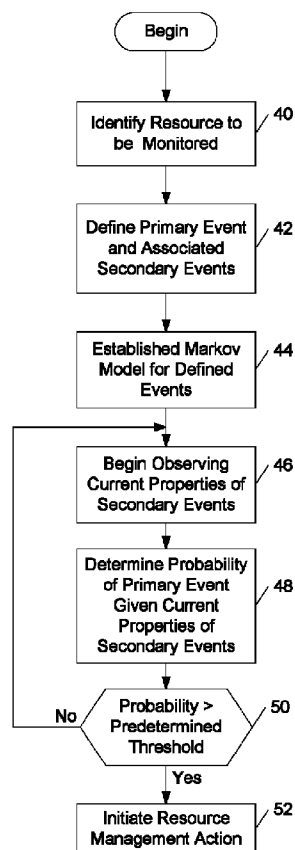 Begin
40
Identify Resource to
be Monitored
42
Define Primary Event
and Associated
Secondary Events
44
Established Markov
Model for Defined
Events
46
Begin Observing
Current Properties of
Secondary Events
48
Determine Probability
of Primary Event
Given Current
Properties of
Secondary Events
50
Probability >
Predetermined
Threshold
No
Yes
52
Initiate Resource
Management Action